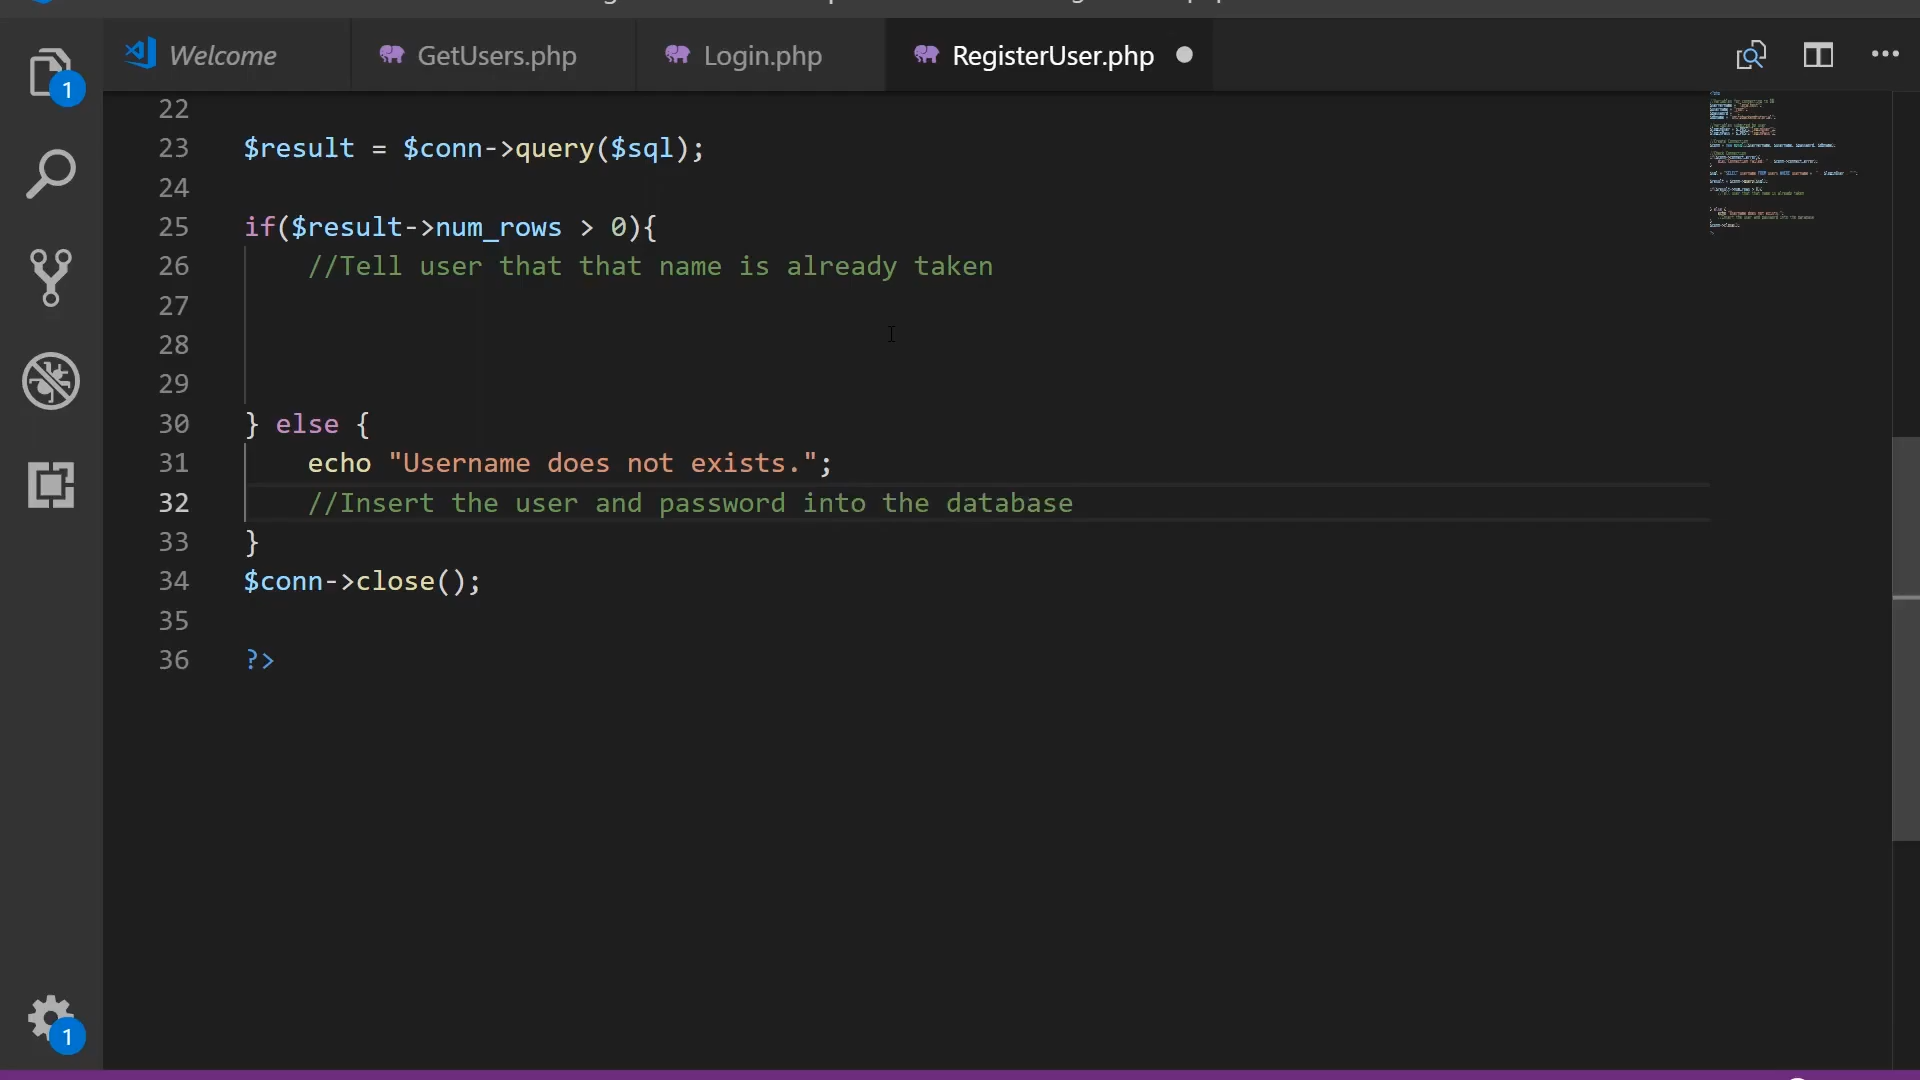 Welcome
GetUsers.php
Login.php
RegisterUser.php
1
22
23 $result = $conn->query($sql);
24
25 if($result->num_rows > 0){
26 //Tell user that that name is already taken
27
28
29
30 } else {
31 echo "Username does not exists.";
32 //Insert the user and password into the database
33 }
34 $conn->close();
35
36 ?>
1